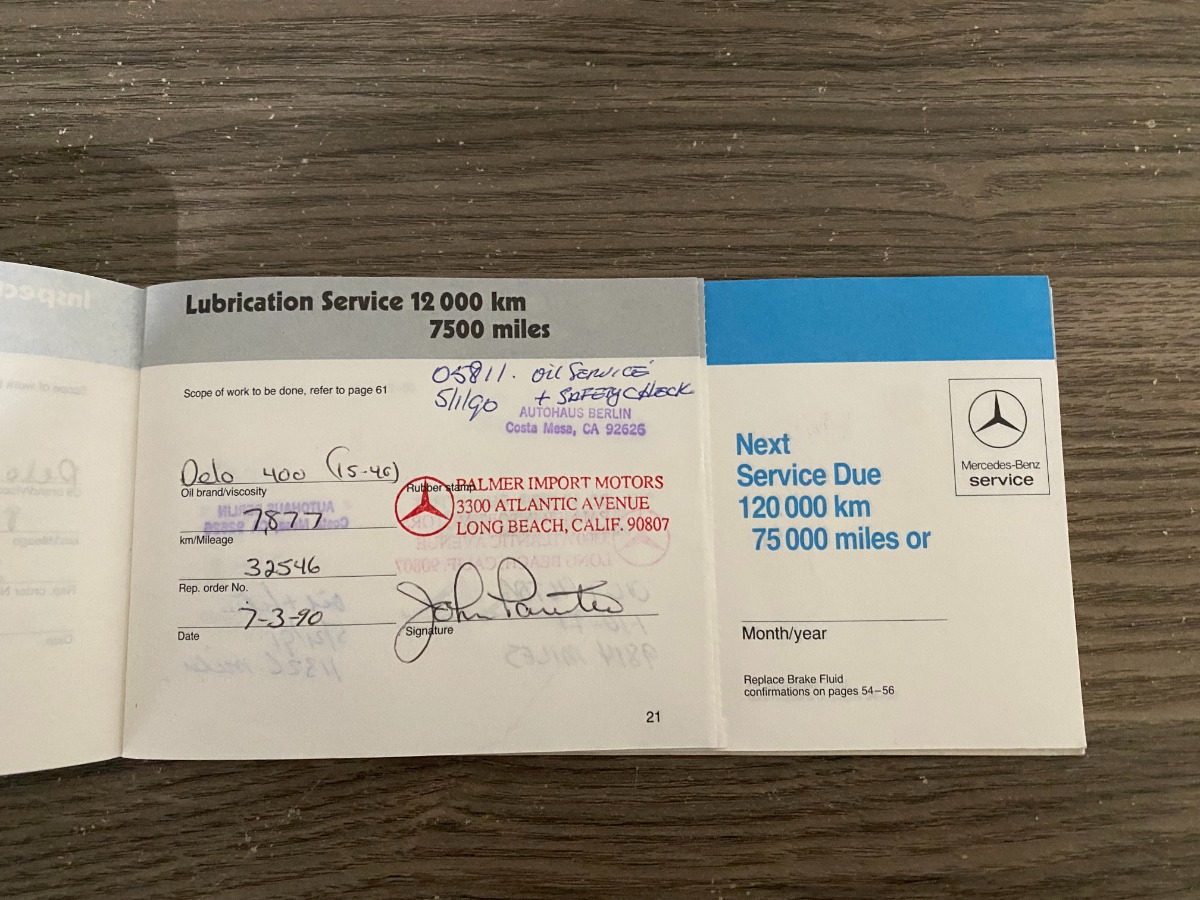 Lubrication Service 12 000 km
7500 miles
Scope of work to be done, refer to page 61
05811. Oil SERVICE
5/1/90 + SAFETY CHECK
AUTOHAUS BERLIN
Costa Mesa, CA 92626
Delo 400 (15-40)
Oil brand/viscosity
7,877
km/Mileage
32546
Rep. order No.
7-3-90
Date
Rubber stamp
PALMER IMPORT MOTORS
3300 ATLANTIC AVENUE
LONG BEACH, CALIF. 90807
John
Signature
21
Mercedes-Benz
service
Next
Service Due
120 000 km
75 000 miles or
Month/year
Replace Brake Fluid
confirmations on pages 54–56